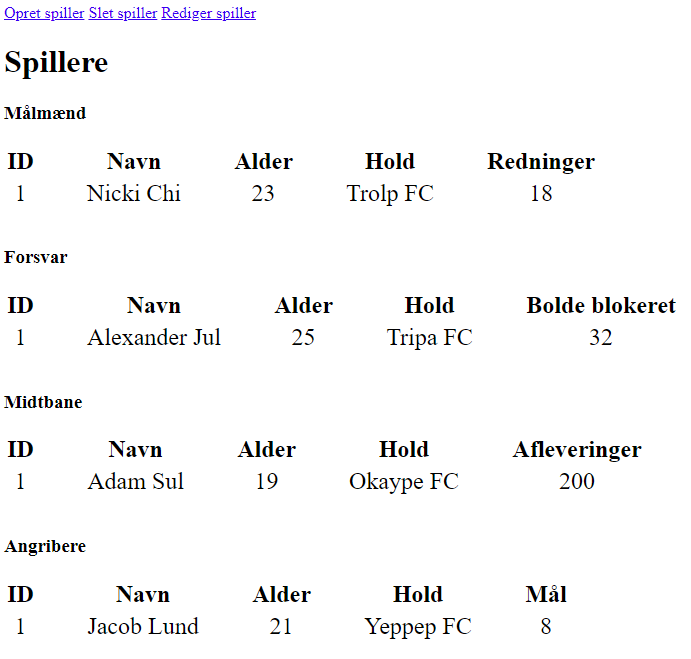 Opret spiller Slet spiller Rediger spiller
Spillere
Målmænd
ID Navn Alder Hold Redninger
1 Nicki Chi 23 Trolp FC 18
Forsvar
ID Navn Alder Hold Bolde blokeret
1 Alexander Jul 25 Tripa FC 32
Midtbane
ID Navn Alder Hold Afleveringer
1 Adam Sul 19 Okaype FC 200
Angribere
ID Navn Alder Hold Mål
1 Jacob Lund 21 Yeppep FC 8